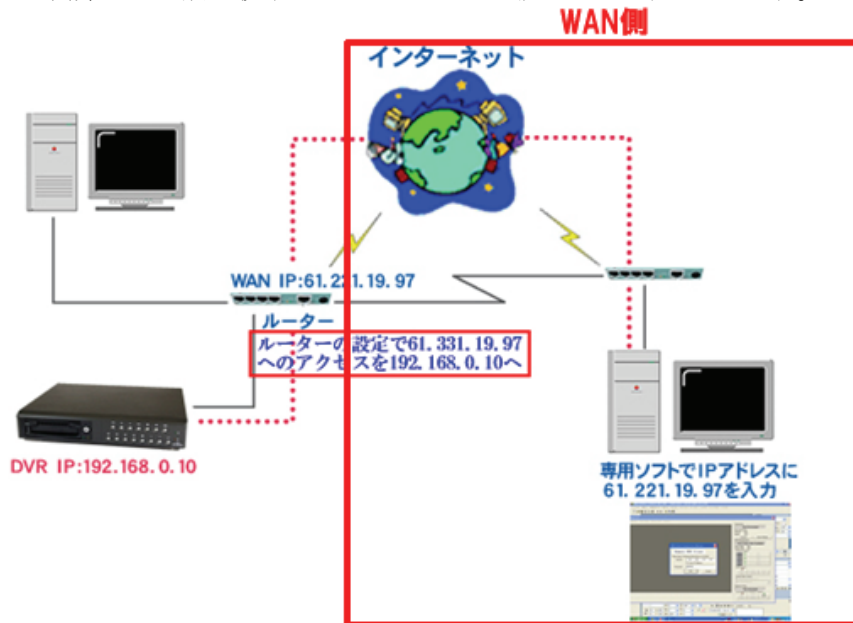 WAN側
インターネット
WAN IP:61.221.19.97
ルーター
ルーターの設定で61.331.19.97
へのアクセスを192.168.0.10へ
DVR IP:192.168.0.10
専用ソフトでIPアドレスに
61.221.19.97を入力